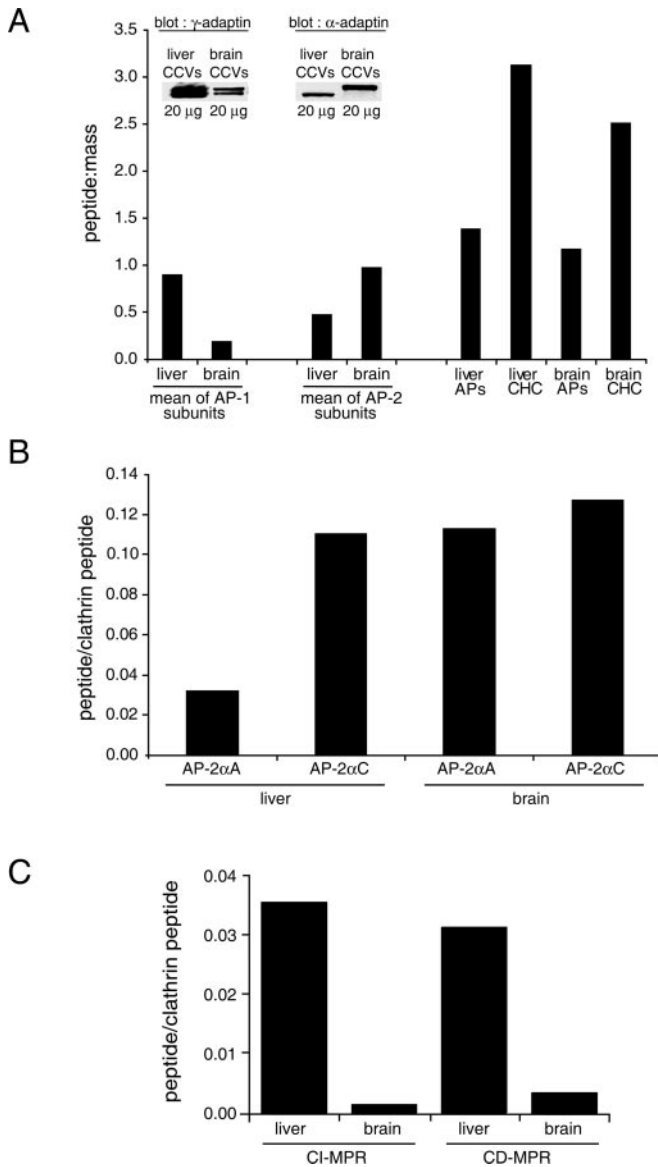 A
blot : γ-adaptin
blot : α-adaptin
liver brain
CCVs CCVs
20 µg 20 µg
liver brain
CCVs CCVs
20 µg 20 µg
peptide:mass
3.5
3.0
2.5
2.0
1.5
1.0
0.5
0.0
liver brain
mean of AP-1
subunits
liver brain
mean of AP-2
subunits
liver
APs
liver
CHC
brain
APs
brain
CHC
B
peptide/clathrin peptide
0.14
0.12
0.10
0.08
0.06
0.04
0.02
0.00
AP-2αA AP-2αC AP-2αA AP-2αC
liver brain
C
peptide/clathrin peptide
0.04
0.03
0.02
0.01
0.00
liver brain liver brain
CI-MPR CD-MPR